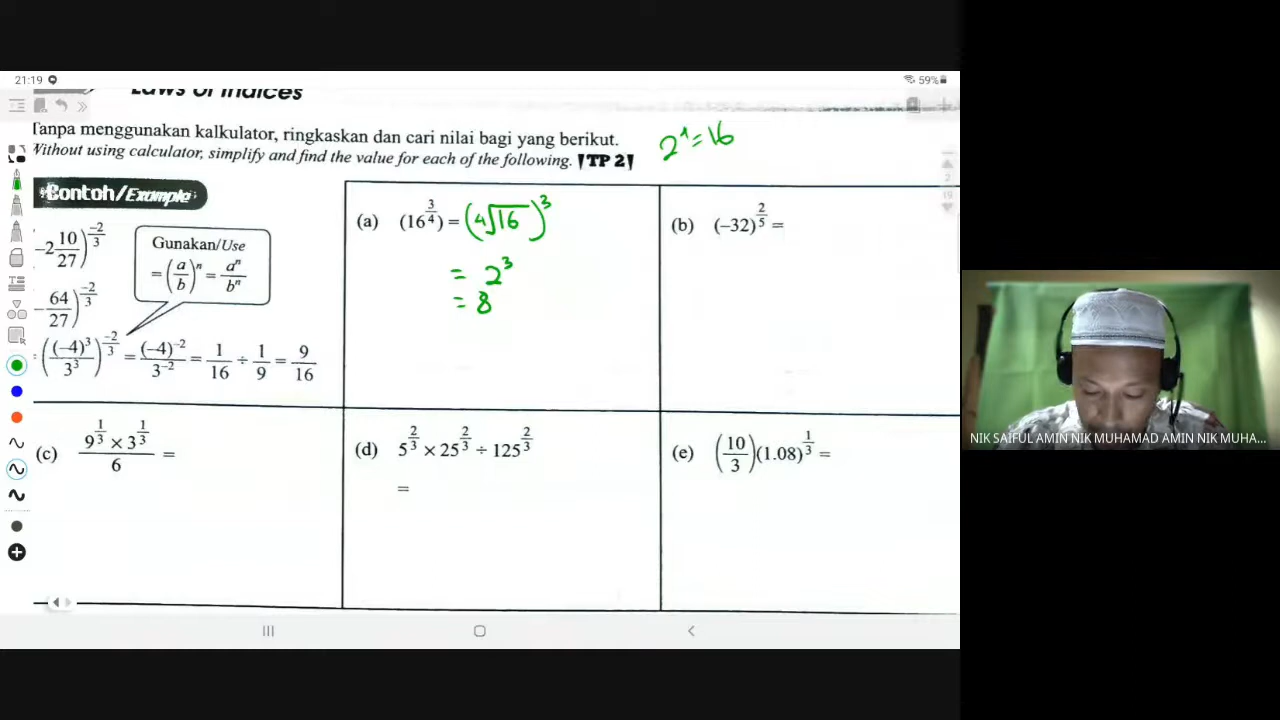 21:19
59%
Laws of Indices
Tanpa menggunakan kalkulator, ringkaskan dan cari nilai bagi yang berikut.
Without using calculator, simplify and find the value for each of the following. TP 2
2⁴=16
Contoh/Example
−2 10/27)^(−2/3)
Gunakan/Use
= (a/b)^n = a^n/b^n
−64/27)^(−2/3)
= ((−4)³/3³)^(−2/3) = (−4)^−2/3^−2 = 1/16 ÷ 1/9 = 9/16
(a) (16^(3/4)) = (⁴√16)³
= 2³
= 8
(b) (−32)^(2/5) =
(c) (9^(1/3) × 3^(1/3))/6 =
(d) 5^(2/3) × 25^(2/3) ÷ 125^(2/3)
=
(e) (10/3)(1.08)^(1/3) =
NIK SAIFUL AMIN NIK MUHAMAD AMIN NIK MUHA...